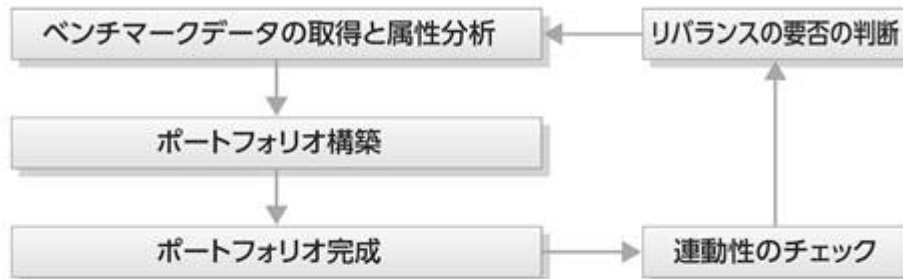 ベンチマークデータの取得と属性分析
リバランスの要否の判断
ポートフォリオ構築
ポートフォリオ完成
連動性のチェック